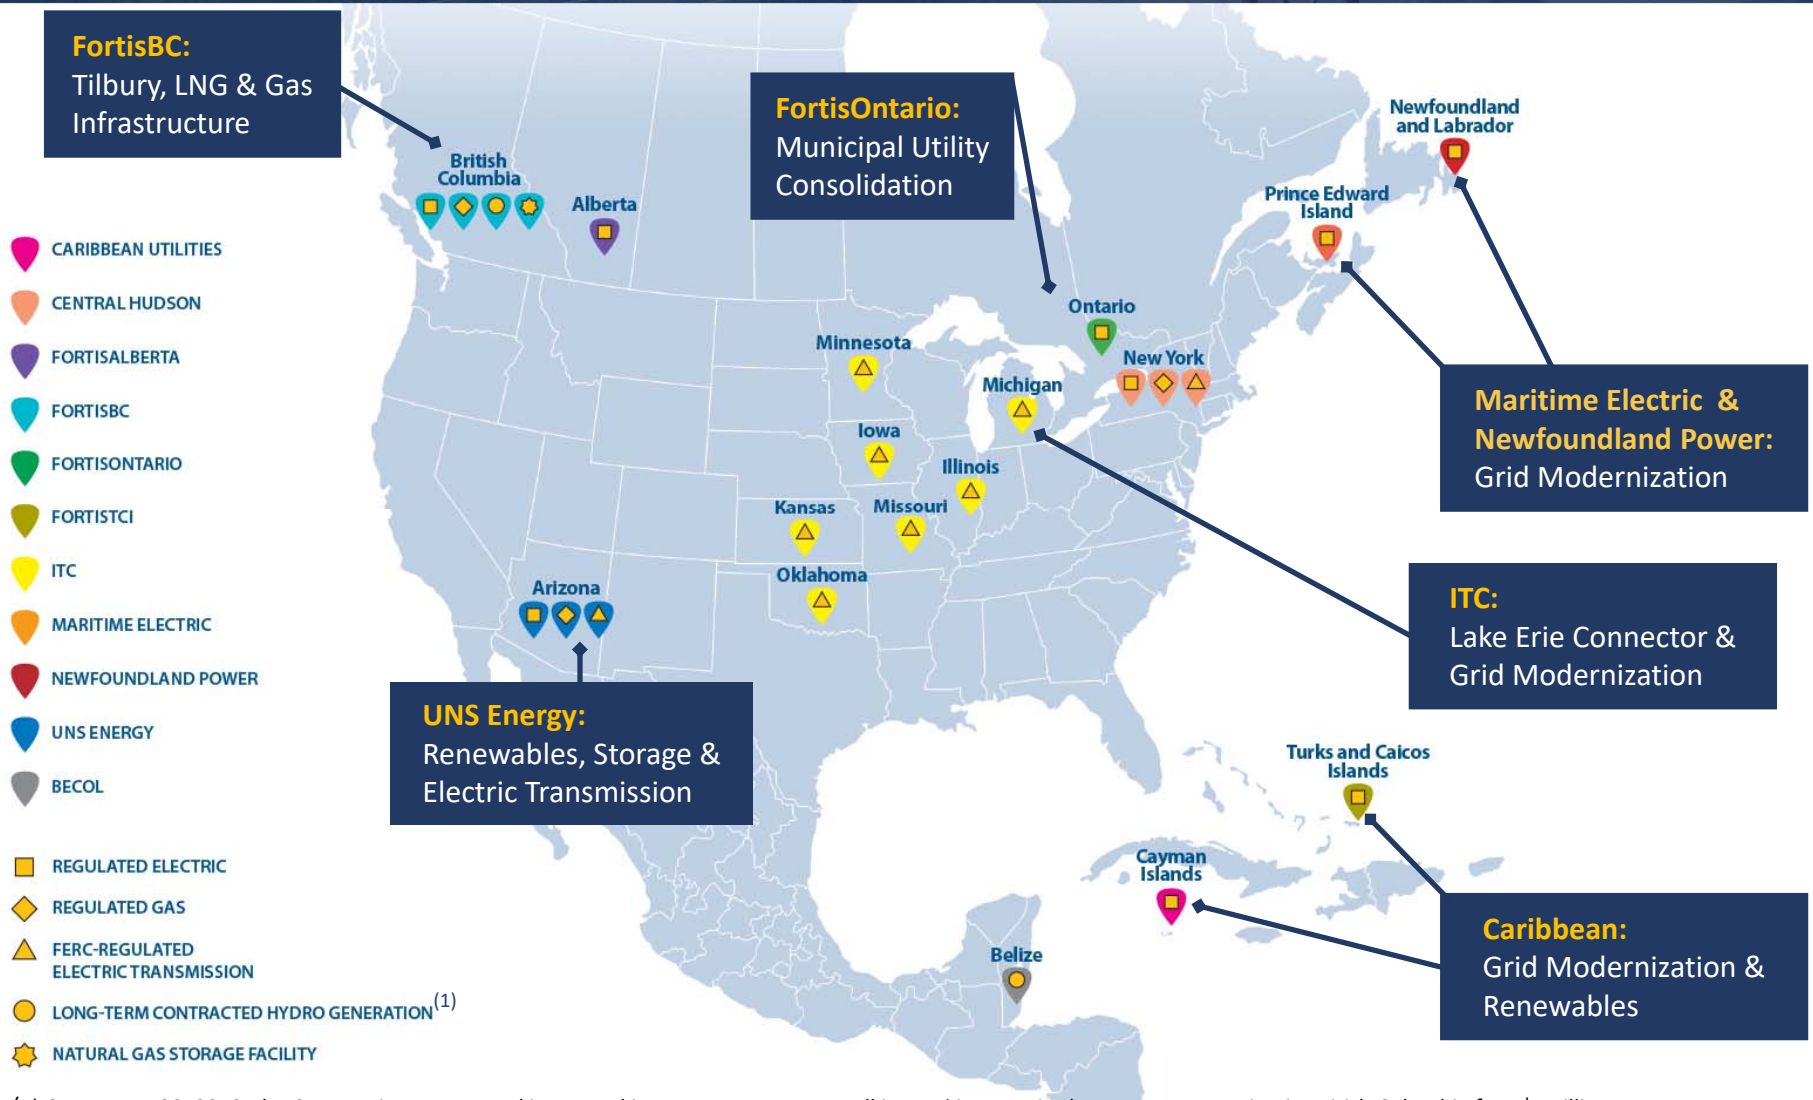 FortisBC:
Tilbury, LNG & Gas
Infrastructure
FortisOntario:
Municipal Utility
Consolidation
Newfoundland
and Labrador
British
Columbia
Alberta
Prince Edward
Island
Ontario
Minnesota
New York
Michigan
Iowa
Illinois
Kansas
Missouri
Oklahoma
Arizona
CARIBBEAN UTILITIES
CENTRAL HUDSON
FORTISALBERTA
FORTISBC
FORTISONTARIO
FORTISTCI
ITC
MARITIME ELECTRIC
NEWFOUNDLAND POWER
UNS ENERGY
BECOL
Maritime Electric &
Newfoundland Power:
Grid Modernization
ITC:
Lake Erie Connector &
Grid Modernization
UNS Energy:
Renewables, Storage &
Electric Transmission
Turks and Caicos
Islands
Cayman
Islands
Belize
Caribbean:
Grid Modernization &
Renewables
REGULATED ELECTRIC
REGULATED GAS
FERC-REGULATED
ELECTRIC TRANSMISSION
LONG-TERM CONTRACTED HYDRO GENERATION(1)
NATURAL GAS STORAGE FACILITY